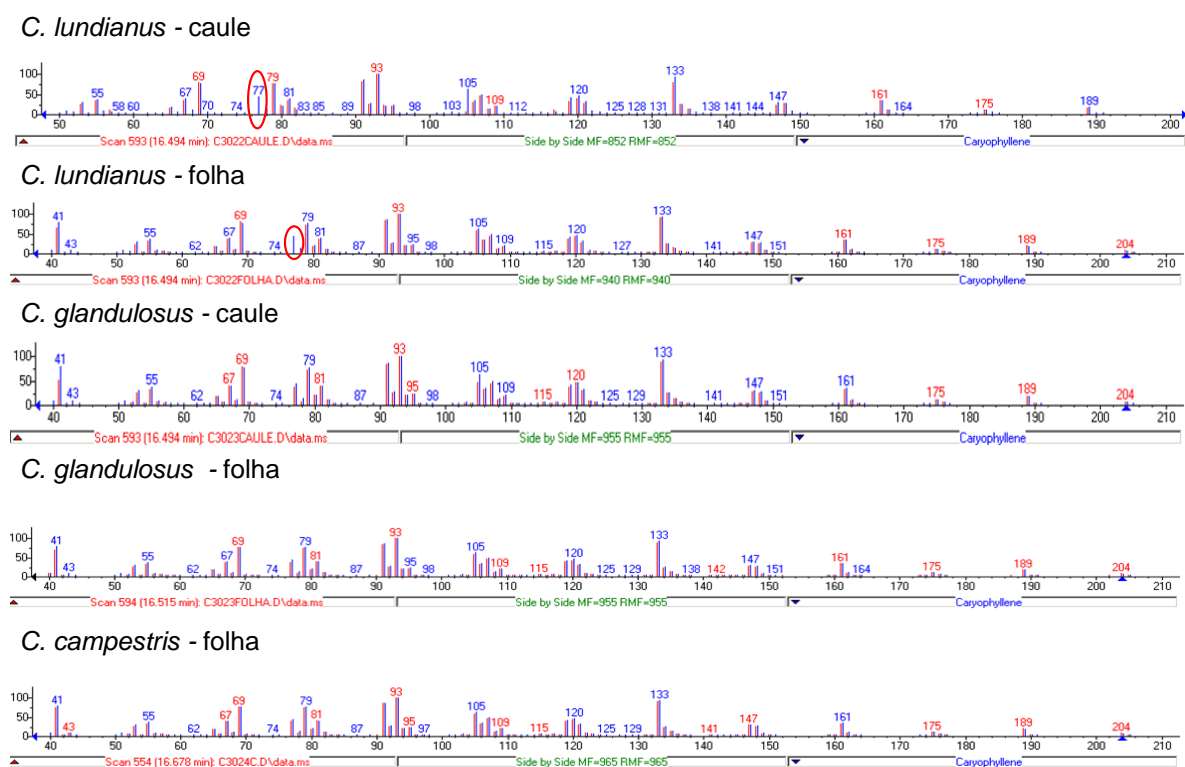 C. lundianus - caule
100 50
55 58 60 67 69 70 74 77 79 81 83 85 89 93 98 103 105 109 112 120 125 128 131 133 138 141 144 147 161 164 175 189
50 60 70 80 90 100 110 120 130 140 150 160 170 180 190 200
Scan 593 (16.494 min): C3022CAULE.D\data.ms Side by Side MF=852 RMF=852 Caryophyllene
C. lundianus - folha
100 50 0
41 43 55 62 67 69 74 79 81 87 93 95 98 105 109 115 120 127 133 141 147 151 161 175 189 204
40 50 60 70 80 90 100 110 120 130 140 150 160 170 180 190 200 210
Scan 593 (16.494 min): C3022FOLHA.D\data.ms Side by Side MF=940 RMF=940 Caryophyllene
C. glandulosus - caule
100 50 0
41 43 55 62 67 69 74 79 81 87 93 95 98 105 109 115 120 125 129 133 141 147 151 161 175 189 204
40 50 60 70 80 90 100 110 120 130 140 150 160 170 180 190 200 210
Scan 593 (16.494 min): C3023CAULE.D\data.ms Side by Side MF=955 RMF=955 Caryophyllene
C. glandulosus - folha
100 50 0
41 43 55 62 67 69 74 79 81 87 93 95 98 105 109 115 120 125 129 133 138 142 147 151 161 164 175 189 204
40 50 60 70 80 90 100 110 120 130 140 150 160 170 180 190 200 210
Scan 594 (16.515 min): C3023FOLHA.D\data.ms Side by Side MF=955 RMF=955 Caryophyllene
C. campestris - folha
100 50 0
41 43 55 62 67 69 74 79 81 87 93 95 97 105 109 115 120 125 129 133 141 147 161 175 189 204
40 50 60 70 80 90 100 110 120 130 140 150 160 170 180 190 200 210
Scan 554 (16.678 min): C3024C.D\data.ms Side by Side MF=965 RMF=965 Caryophyllene